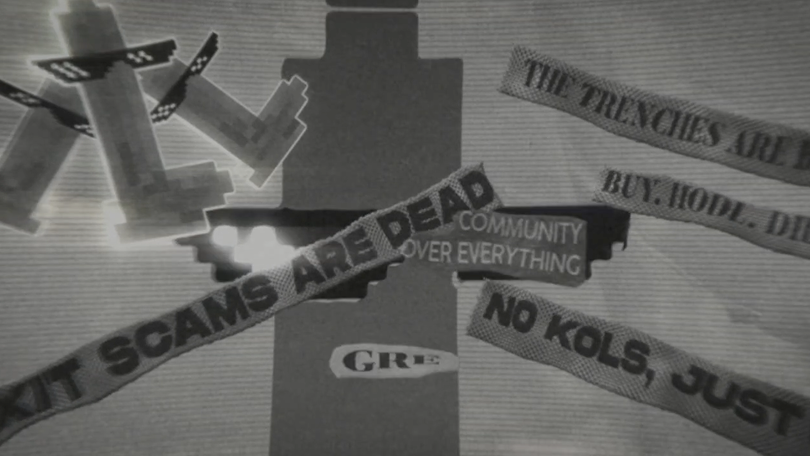 THE TRENCHES ARE
BUY. HODL.
COMMUNITY
OVER EVERYTHING
XIT SCAMS ARE DEAD
NO KOLS, JUST
GRE